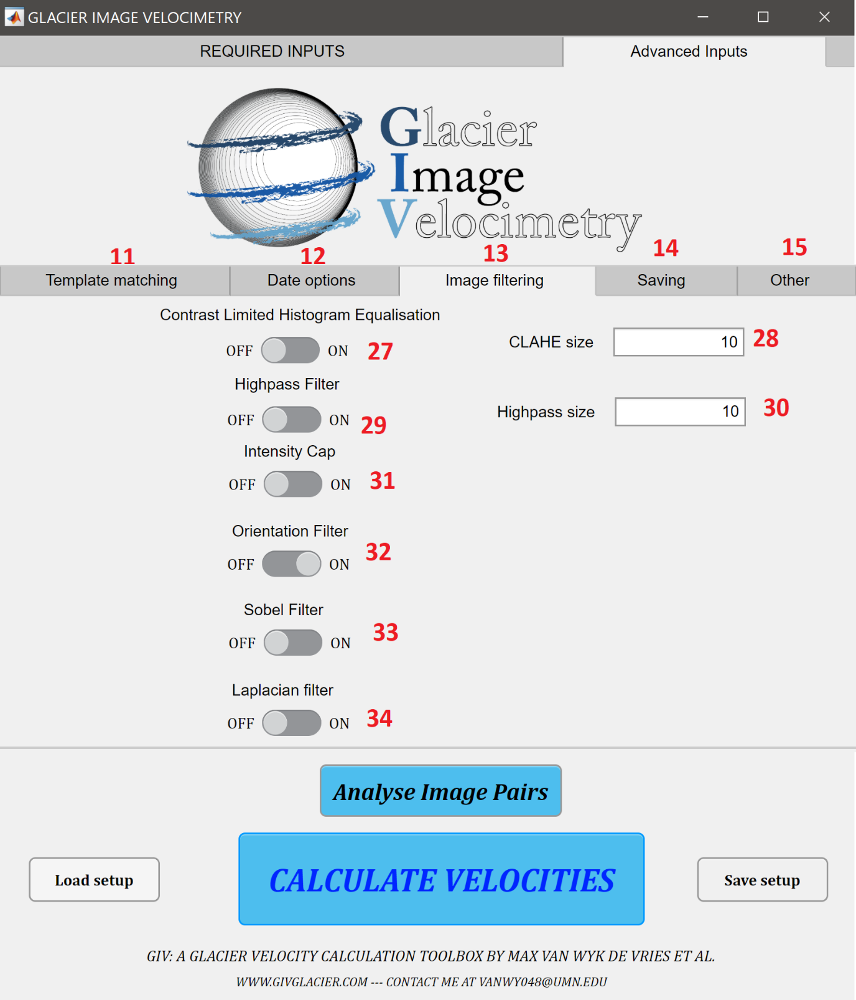 GLACIER IMAGE VELOCIMETRY
REQUIRED INPUTS
Advanced Inputs
Glacier
Image
Velocimetry
11
12
13
14
15
Template matching
Date options
Image filtering
Saving
Other
Contrast Limited Histogram Equalisation
OFF ON 27
CLAHE size 10 28
Highpass Filter
OFF ON 29
Highpass size 10 30
Intensity Cap
OFF ON 31
Orientation Filter
OFF ON 32
Sobel Filter
OFF ON 33
Laplacian filter
OFF ON 34
Analyse Image Pairs
Load setup
CALCULATE VELOCITIES
Save setup
GIV: A GLACIER VELOCITY CALCULATION TOOLBOX BY MAX VAN WYK DE VRIES ET AL.
WWW.GIVGLACIER.COM --- CONTACT ME AT VANWY048@UMN.EDU